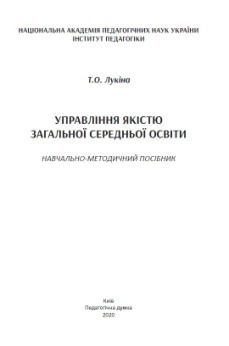 НАЦІОНАЛЬНА АКАДЕМІЯ ПЕДАГОГІЧНИХ НАУК УКРАЇНИ
ІНСТИТУТ ПЕДАГОГІКИ
Т.О. Лукіна
УПРАВЛІННЯ ЯКІСТЮ
ЗАГАЛЬНОЇ СЕРЕДНЬОЇ ОСВІТИ
НАВЧАЛЬНО-МЕТОДИЧНИЙ ПОСІБНИК
Київ
Педагогічна думка
2020